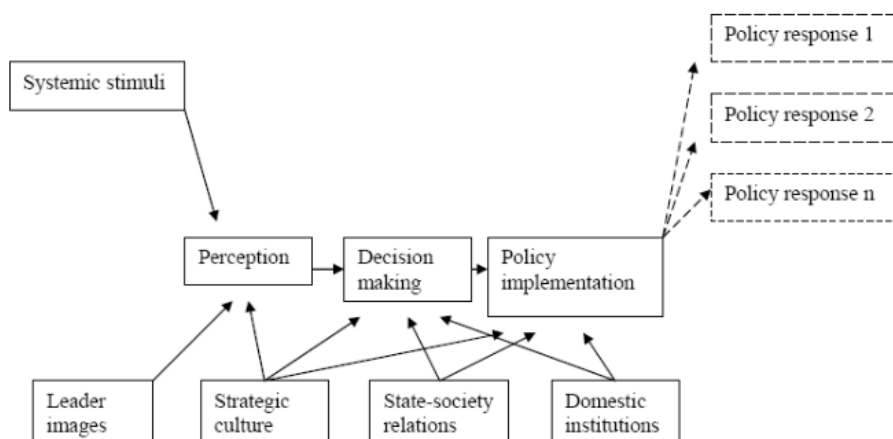 Policy response 1
Systemic stimuli
Policy response 2
Policy response n
Perception
Decision
making
Policy
implementation
Leader
images
Strategic
culture
State-society
relations
Domestic
institutions